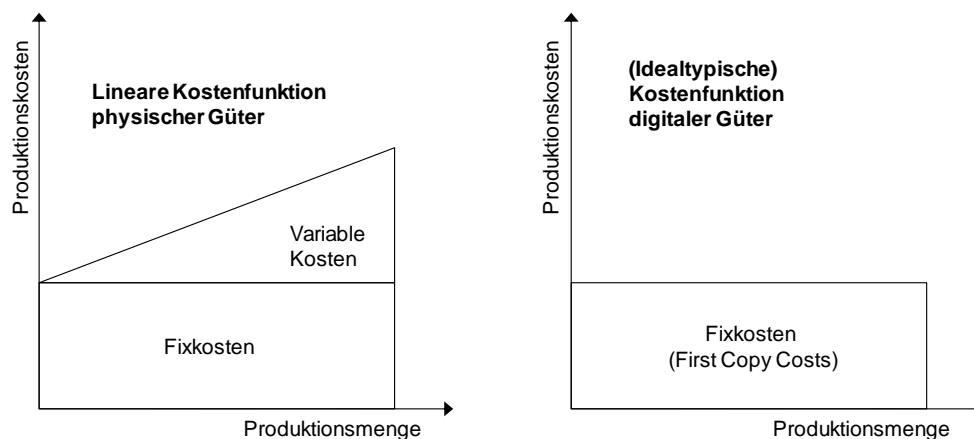 Produktionskosten
Lineare Kostenfunktion
physischer Güter
Variable
Kosten
Fixkosten
Produktionsmenge
Produktionskosten
(Idealtypische)
Kostenfunktion
digitaler Güter
Fixkosten
(First Copy Costs)
Produktionsmenge